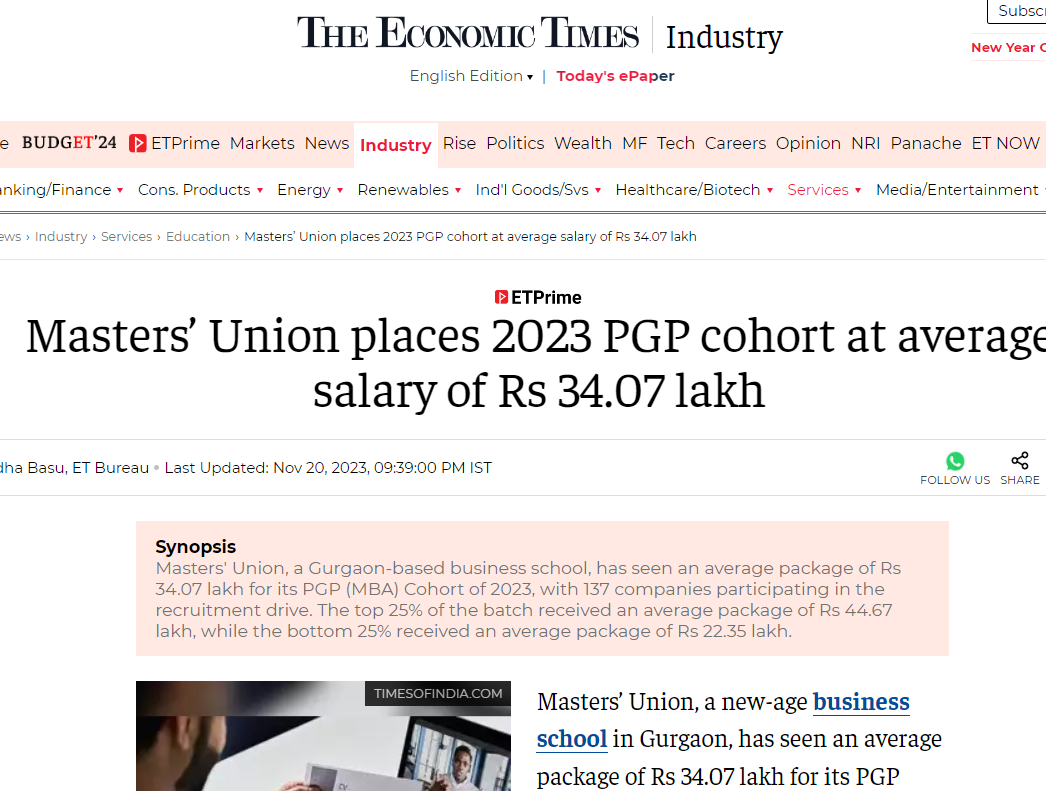 THE ECONOMIC TIMES | Industry
Subsc
New Year
English Edition ▾ | Today's ePaper
e BUDGET'24 ETPrime Markets News Industry Rise Politics Wealth MF Tech Careers Opinion NRI Panache ET NOW
anking/Finance ▾ Cons. Products ▾ Energy ▾ Renewables ▾ Ind'l Goods/Svs ▾ Healthcare/Biotech ▾ Services ▾ Media/Entertainment
ews › Industry › Services › Education › Masters’ Union places 2023 PGP cohort at average salary of Rs 34.07 lakh
ETPrime
Masters’ Union places 2023 PGP cohort at average
salary of Rs 34.07 lakh
dha Basu, ET Bureau • Last Updated: Nov 20, 2023, 09:39:00 PM IST
FOLLOW US SHARE
Synopsis
Masters' Union, a Gurgaon-based business school, has seen an average package of Rs
34.07 lakh for its PGP (MBA) Cohort of 2023, with 137 companies participating in the
recruitment drive. The top 25% of the batch received an average package of Rs 44.67
lakh, while the bottom 25% received an average package of Rs 22.35 lakh.
TIMESOFINDIA.COM
CV
Masters’ Union, a new-age business
school in Gurgaon, has seen an average
package of Rs 34.07 lakh for its PGP